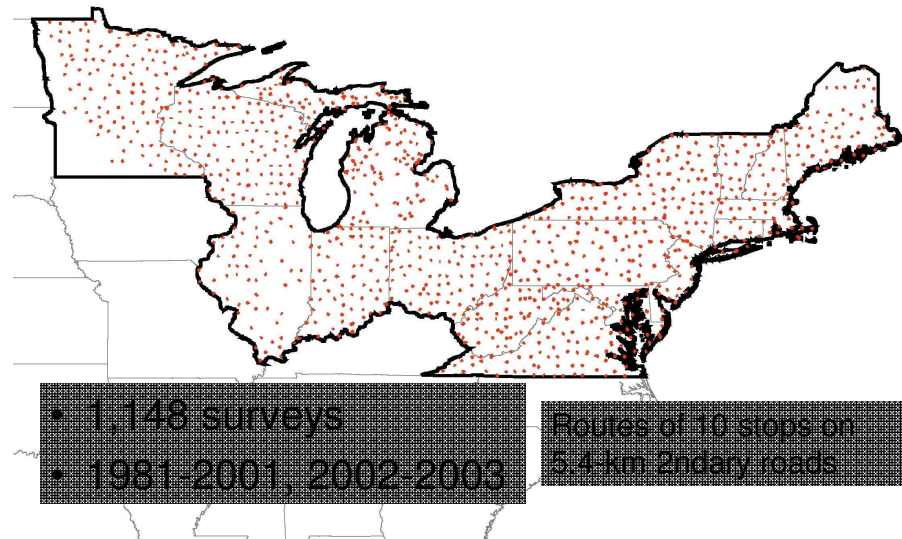 • 1,148 surveys
• 1981-2001, 2002-2003
Routes of 10 stops on
5.4-km 2ndary roads